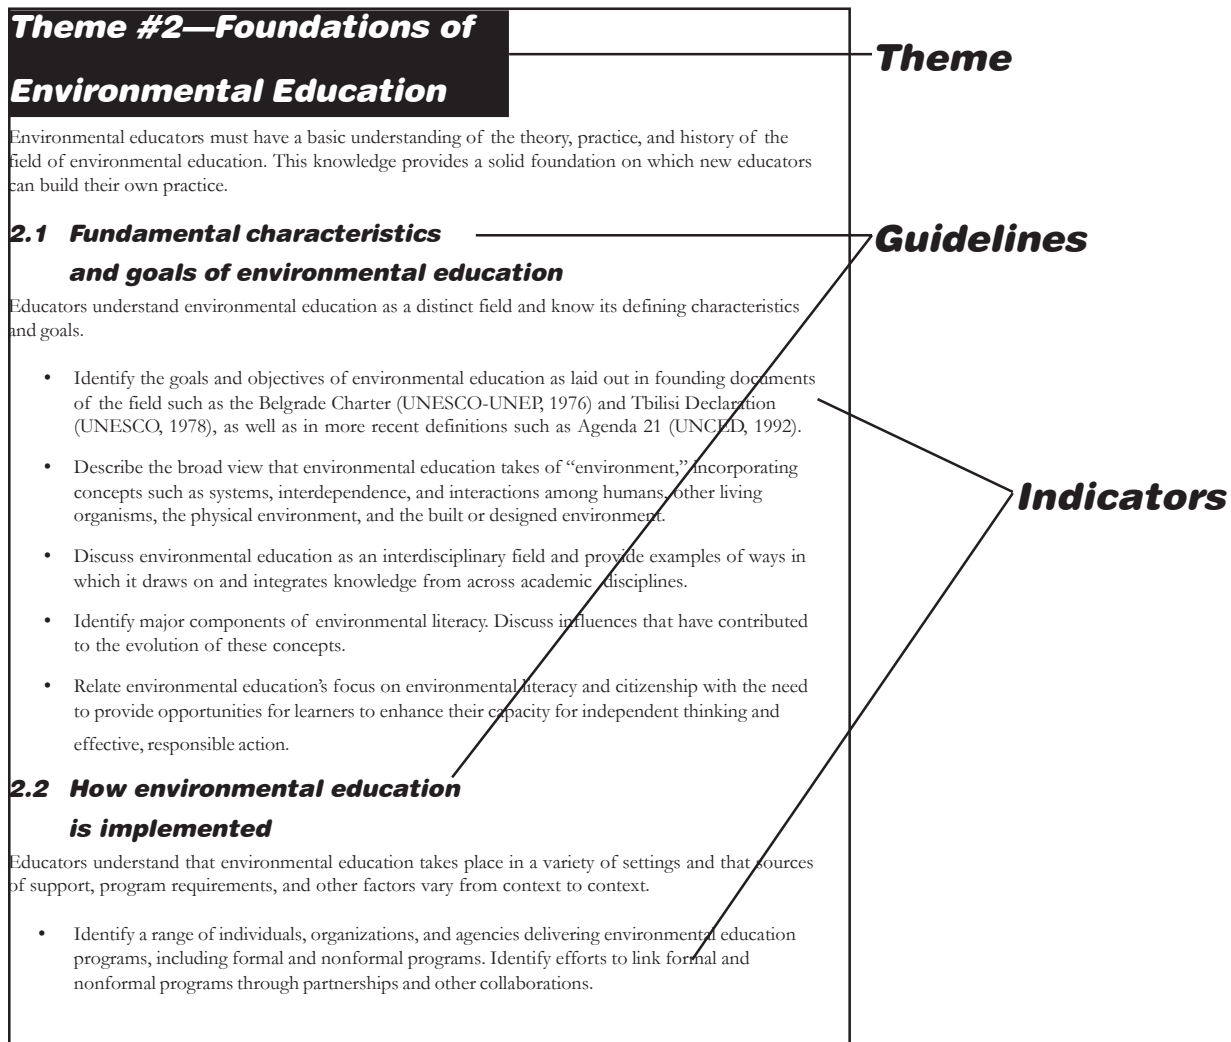 Theme #2—Foundations of
Environmental Education
Theme
Environmental educators must have a basic understanding of the theory, practice, and history of the
field of environmental education. This knowledge provides a solid foundation on which new educators
can build their own practice.
2.1 Fundamental characteristics
and goals of environmental education
Guidelines
Educators understand environmental education as a distinct field and know its defining characteristics
and goals.
• Identify the goals and objectives of environmental education as laid out in founding documents
of the field such as the Belgrade Charter (UNESCO-UNEP, 1976) and Tbilisi Declaration
(UNESCO, 1978), as well as in more recent definitions such as Agenda 21 (UNCED, 1992).
• Describe the broad view that environmental education takes of “environment,” incorporating
concepts such as systems, interdependence, and interactions among humans, other living
organisms, the physical environment, and the built or designed environment.
Indicators
• Discuss environmental education as an interdisciplinary field and provide examples of ways in
which it draws on and integrates knowledge from across academic disciplines.
• Identify major components of environmental literacy. Discuss influences that have contributed
to the evolution of these concepts.
• Relate environmental education’s focus on environmental literacy and citizenship with the need
to provide opportunities for learners to enhance their capacity for independent thinking and
effective, responsible action.
2.2 How environmental education
is implemented
Educators understand that environmental education takes place in a variety of settings and that sources
of support, program requirements, and other factors vary from context to context.
• Identify a range of individuals, organizations, and agencies delivering environmental education
programs, including formal and nonformal programs. Identify efforts to link formal and
nonformal programs through partnerships and other collaborations.